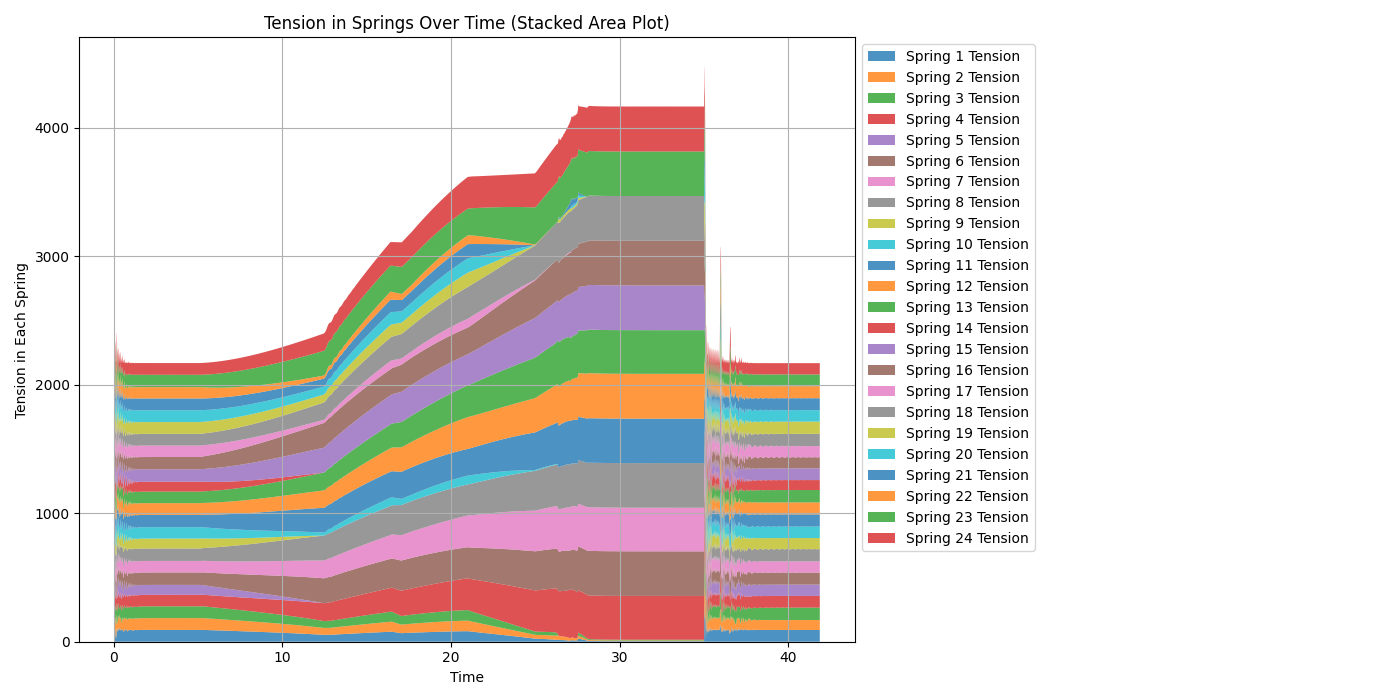 Tension in Springs Over Time (Stacked Area Plot)
Tension in Each Spring
4000
3000
2000
1000
0
0
10
20
30
40
Time
Spring 1 Tension
Spring 2 Tension
Spring 3 Tension
Spring 4 Tension
Spring 5 Tension
Spring 6 Tension
Spring 7 Tension
Spring 8 Tension
Spring 9 Tension
Spring 10 Tension
Spring 11 Tension
Spring 12 Tension
Spring 13 Tension
Spring 14 Tension
Spring 15 Tension
Spring 16 Tension
Spring 17 Tension
Spring 18 Tension
Spring 19 Tension
Spring 20 Tension
Spring 21 Tension
Spring 22 Tension
Spring 23 Tension
Spring 24 Tension